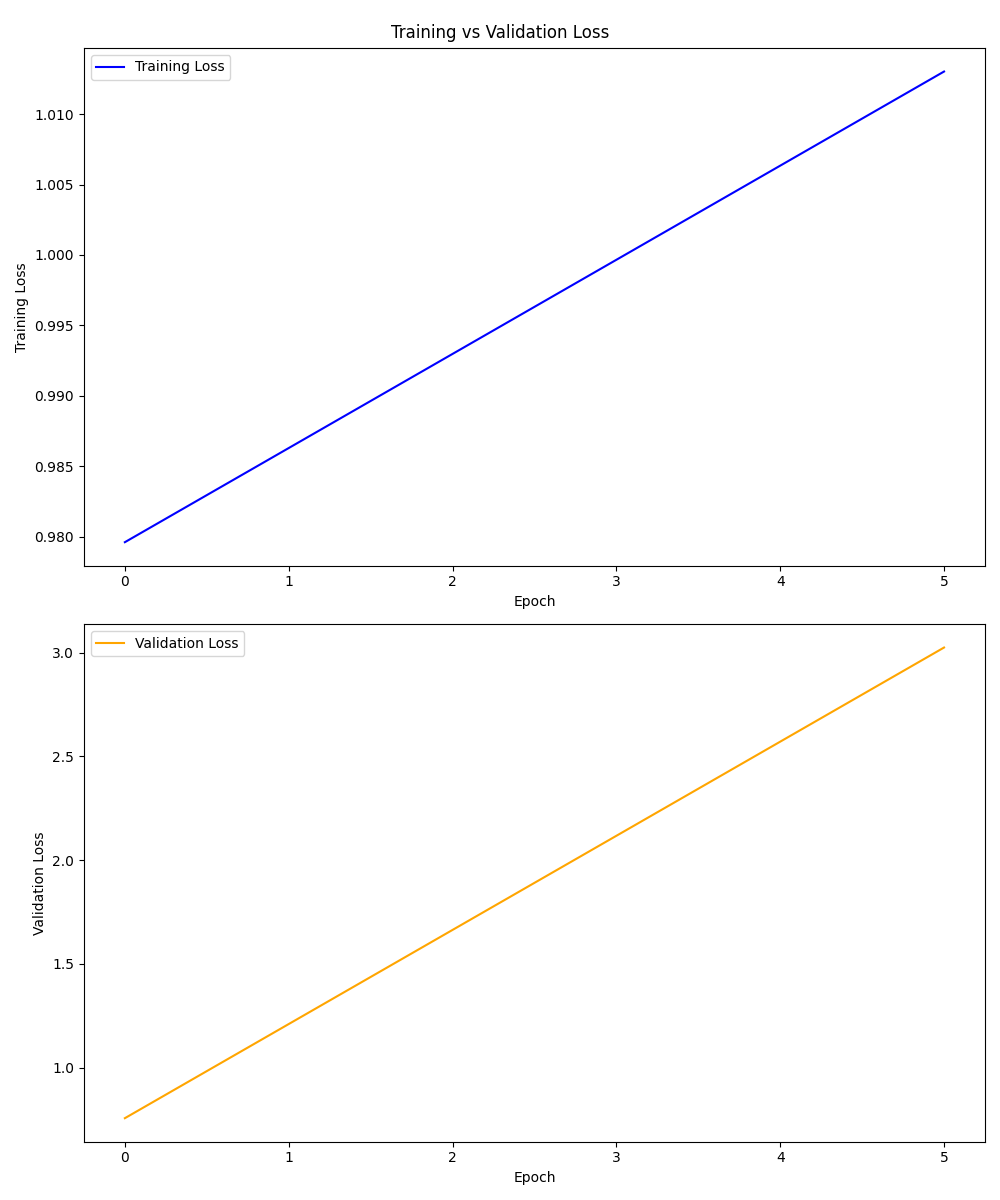 Training vs Validation Loss
Training Loss
1.010
1.005
1.000
0.995
0.990
0.985
0.980
Training Loss
0 1 2 3 4 5
Epoch
Validation Loss
3.0
2.5
2.0
1.5
1.0
Validation Loss
0 1 2 3 4 5
Epoch